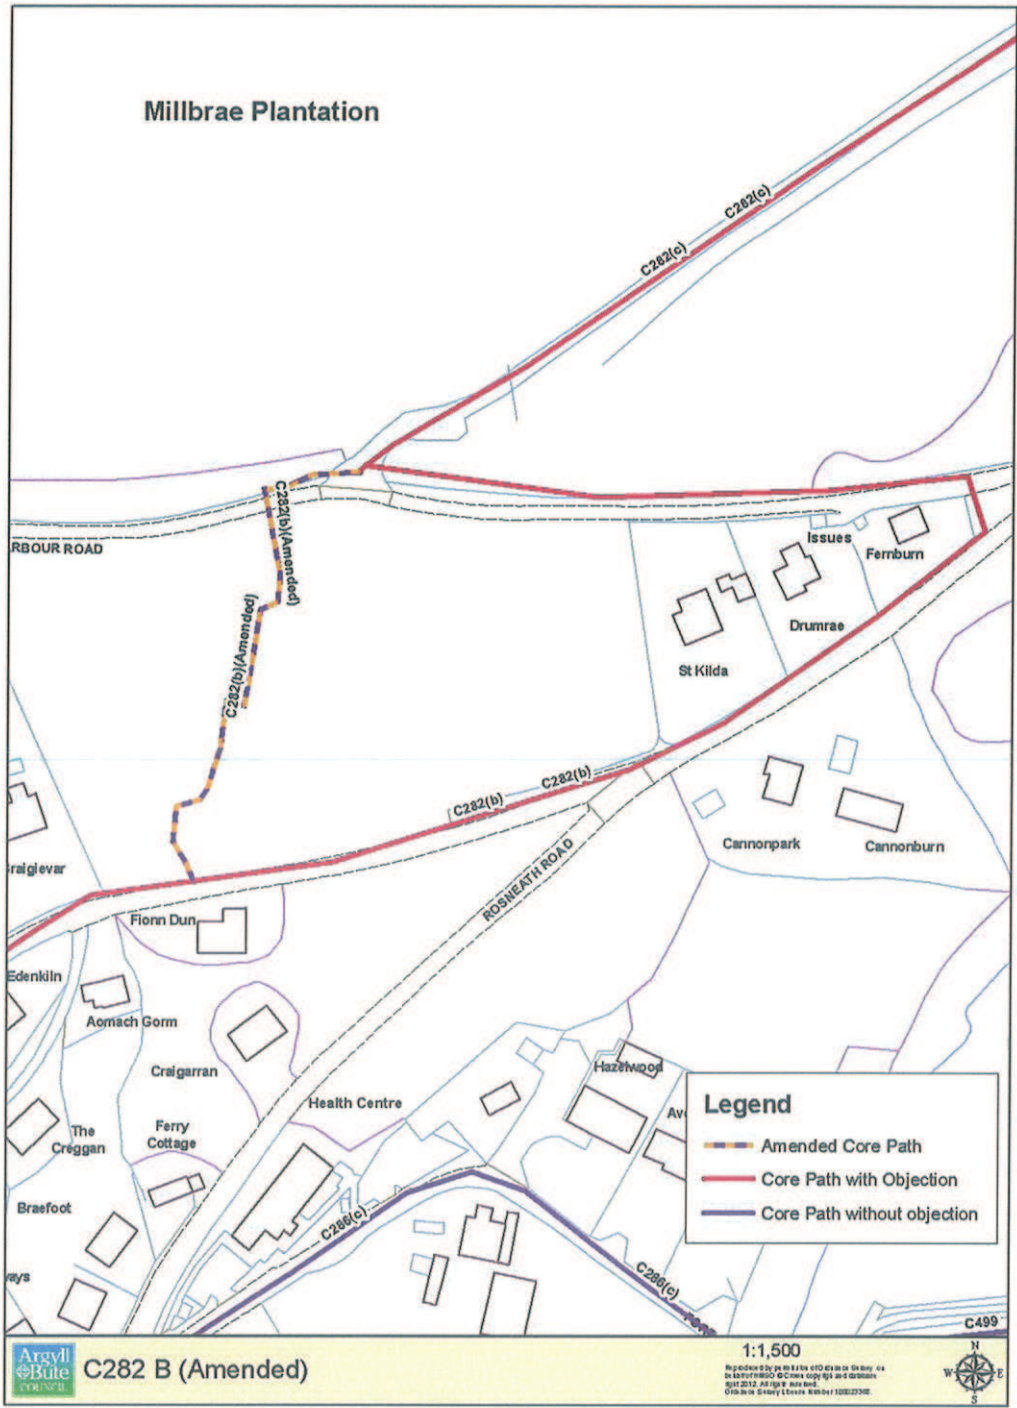 Millbrae Plantation
C282(c)
C282(c)
C282(b)(Amended)
RBOUR ROAD
Issues
Fernburn
C282(b)(Amended)
Drumrae
St Kilda
C282(b)
C282(b)
Cannonpark
Cannonburn
raigievar
ROSNEATH ROAD
Fionn Dun
Edenkiln
Aomach Gorm
Craigarran
Hazelwood
Health Centre
The
Creggan
Ferry
Cottage
Ave
Braefoot
C286(c)
C286(c)
ways
C499
Legend
Amended Core Path
Core Path with Objection
Core Path without objection
Argyll
Bute
COUNCIL
C282 B (Amended)
1:1,500
N
W E
S